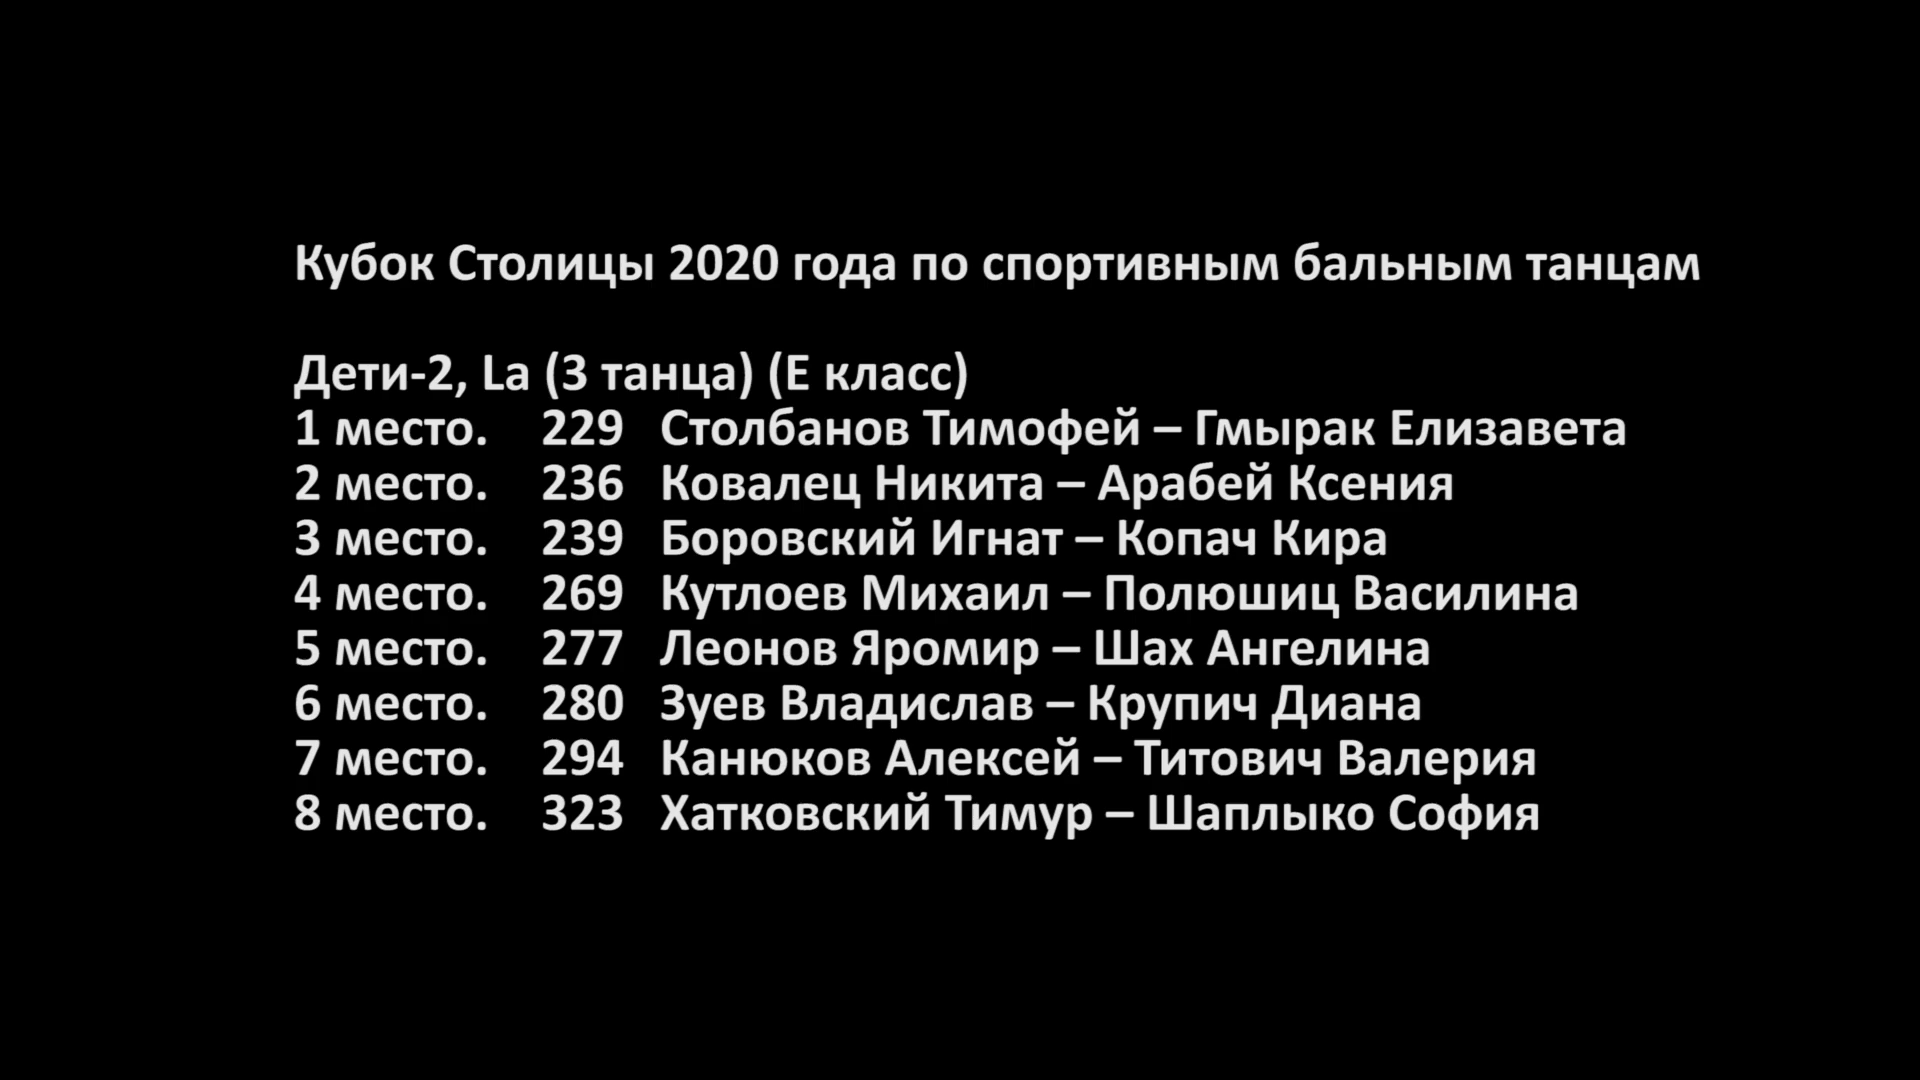 Кубок Столицы 2020 года по спортивным бальным танцам
Дети-2, La (3 танца) (Е класс)
1 место. 229 Столбанов Тимофей – Гмырак Елизавета
2 место. 236 Ковалец Никита – Арабей Ксения
3 место. 239 Боровский Игнат – Копач Кира
4 место. 269 Кутлоев Михаил – Полюшиц Василина
5 место. 277 Леонов Яромир – Шах Ангелина
6 место. 280 Зуев Владислав – Крупич Диана
7 место. 294 Канюков Алексей – Титович Валерия
8 место. 323 Хатковский Тимур – Шаплыко София